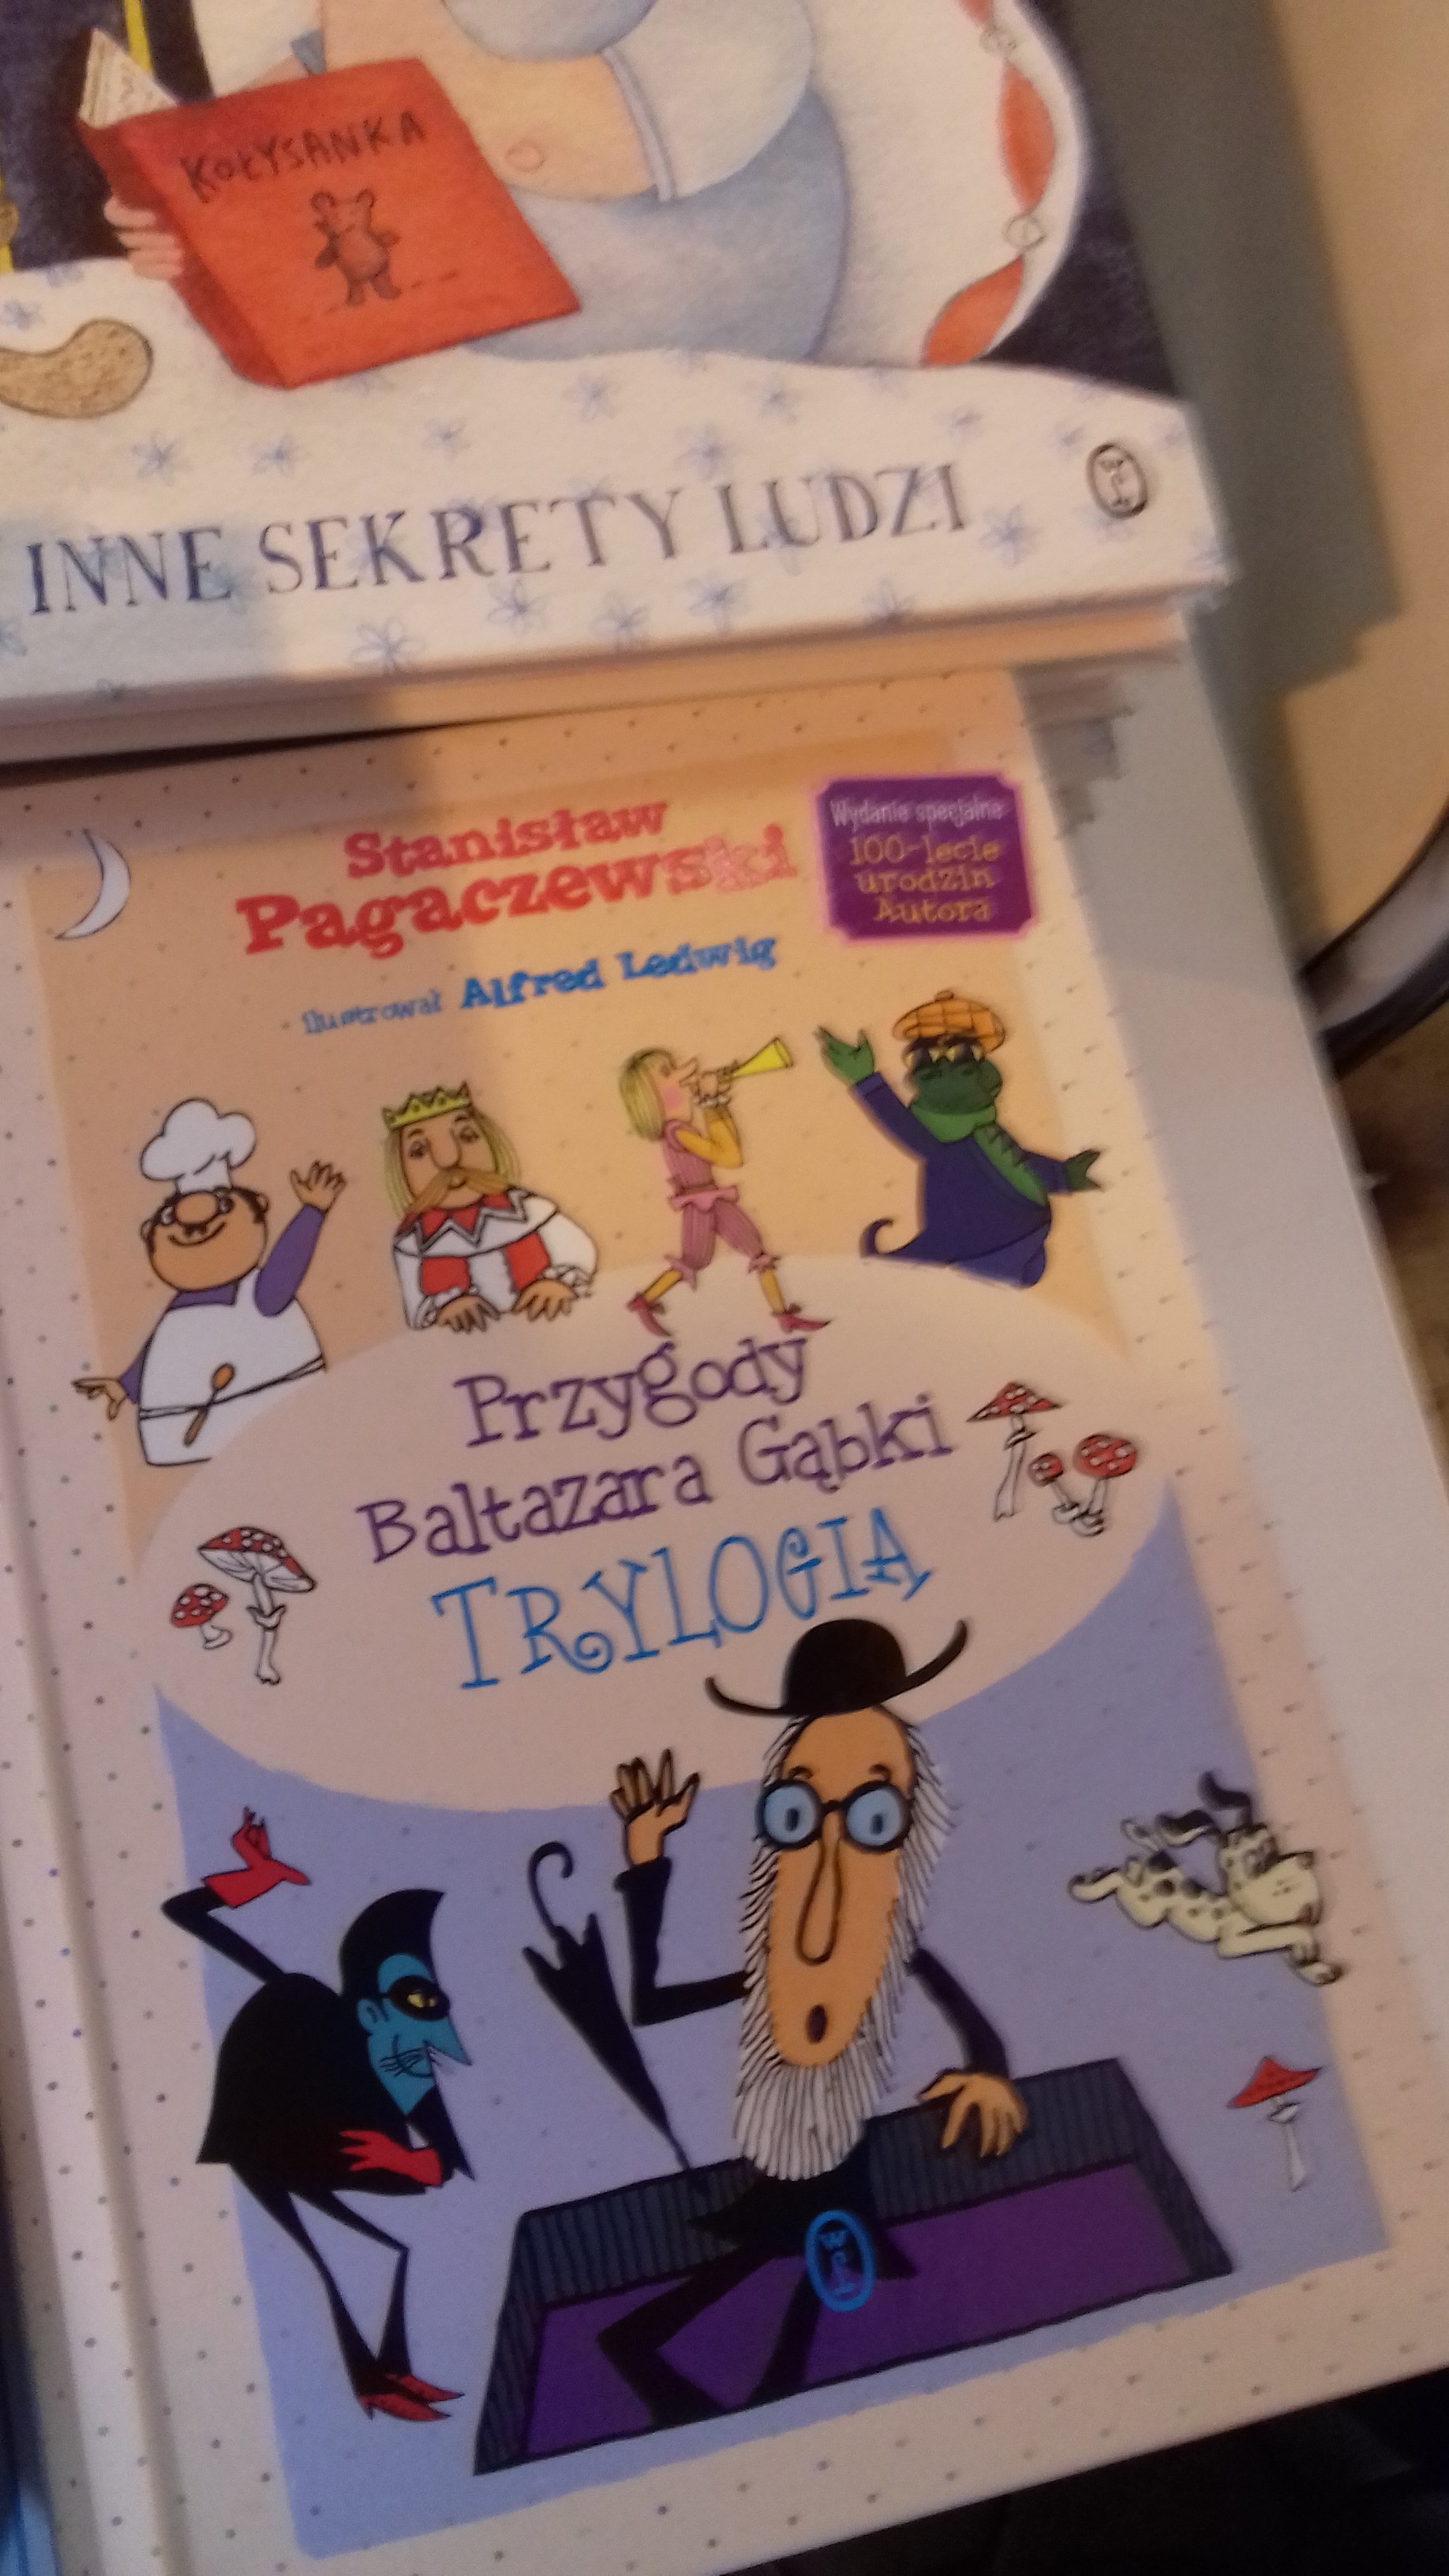 KOŁYSANKA
INNE SEKRETY LUDZI
Stanisław
Pagaczewski
Wydanie specjalne
100-lecie
urodzin
Autora
ilustrował Alfred Ledwig
Przygody
Baltazara Gąbki
TRYLOGIA
WL